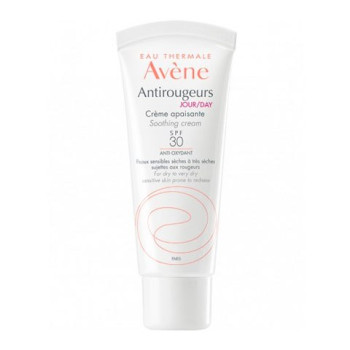 EAU THERMALE
Avène
Antirougeurs
JOUR/DAY
Crème apaisante
Soothing cream
SPF
30
ANTI-OXYDANT
Peaux sensibles sèches à très sèches
sujettes aux rougeurs
For dry to very dry
sensitive skin prone to redness
PARIS